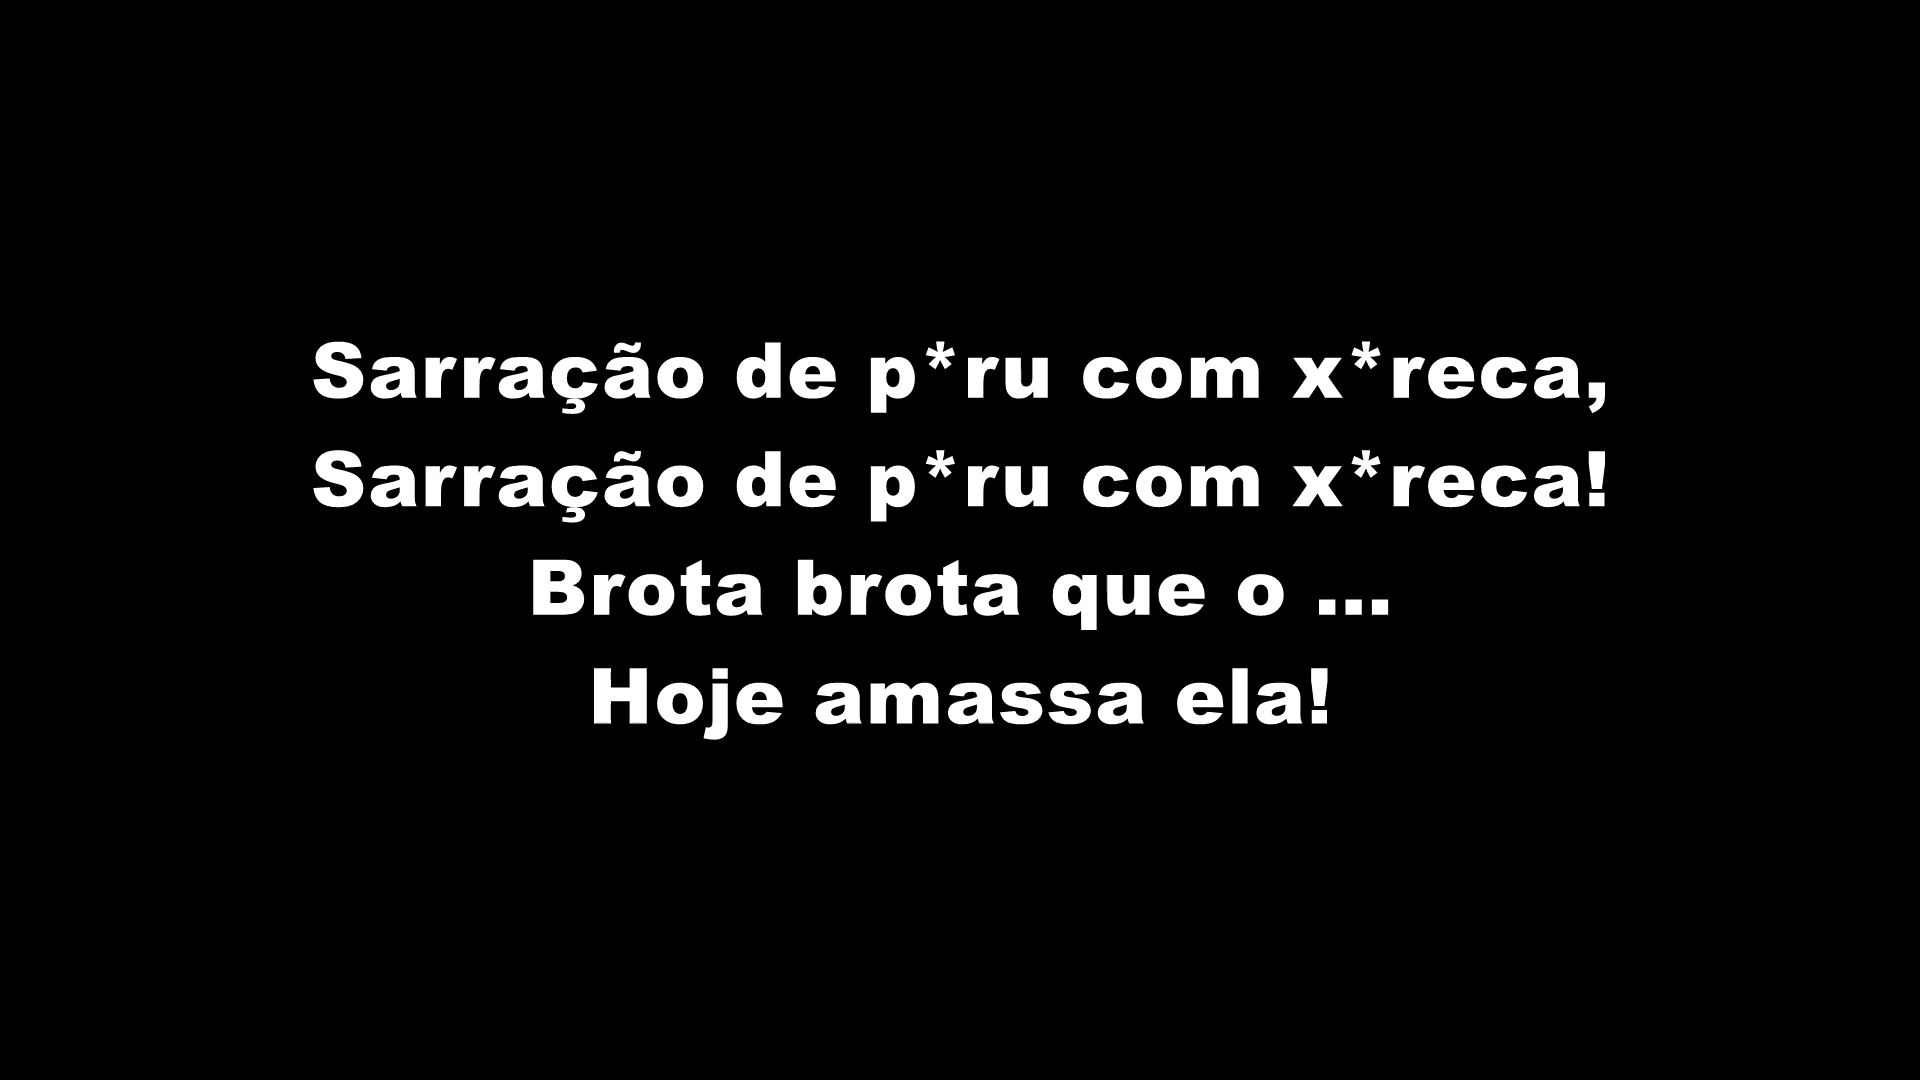 Sarração de p*ru com x*reca,
Sarração de p*ru com x*reca!
Brota brota que o ...
Hoje amassa ela!